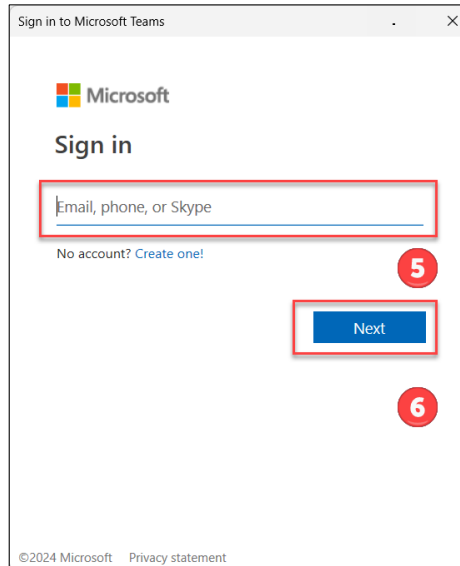 Sign in to Microsoft Teams
Microsoft
Sign in
Email, phone, or Skype
No account? Create one!
5
Next
6
©2024 Microsoft Privacy statement